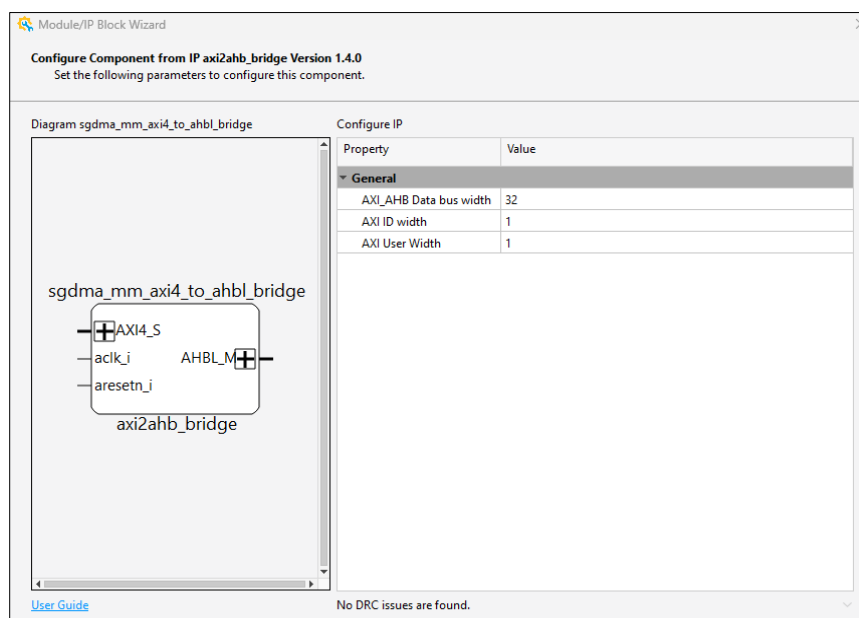 Module/IP Block Wizard
Configure Component from IP axi2ahb_bridge Version 1.4.0
Set the following parameters to configure this component.
Diagram sgdma_mm_axi4_to_ahbl_bridge
Configure IP
Property Value
General
AXI_AHB Data bus width 32
AXI ID width 1
AXI User Width 1
sgdma_mm_axi4_to_ahbl_bridge
AXI4_S
aclk_i AHBL_M
aresetn_i
axi2ahb_bridge
User Guide
No DRC issues are found.